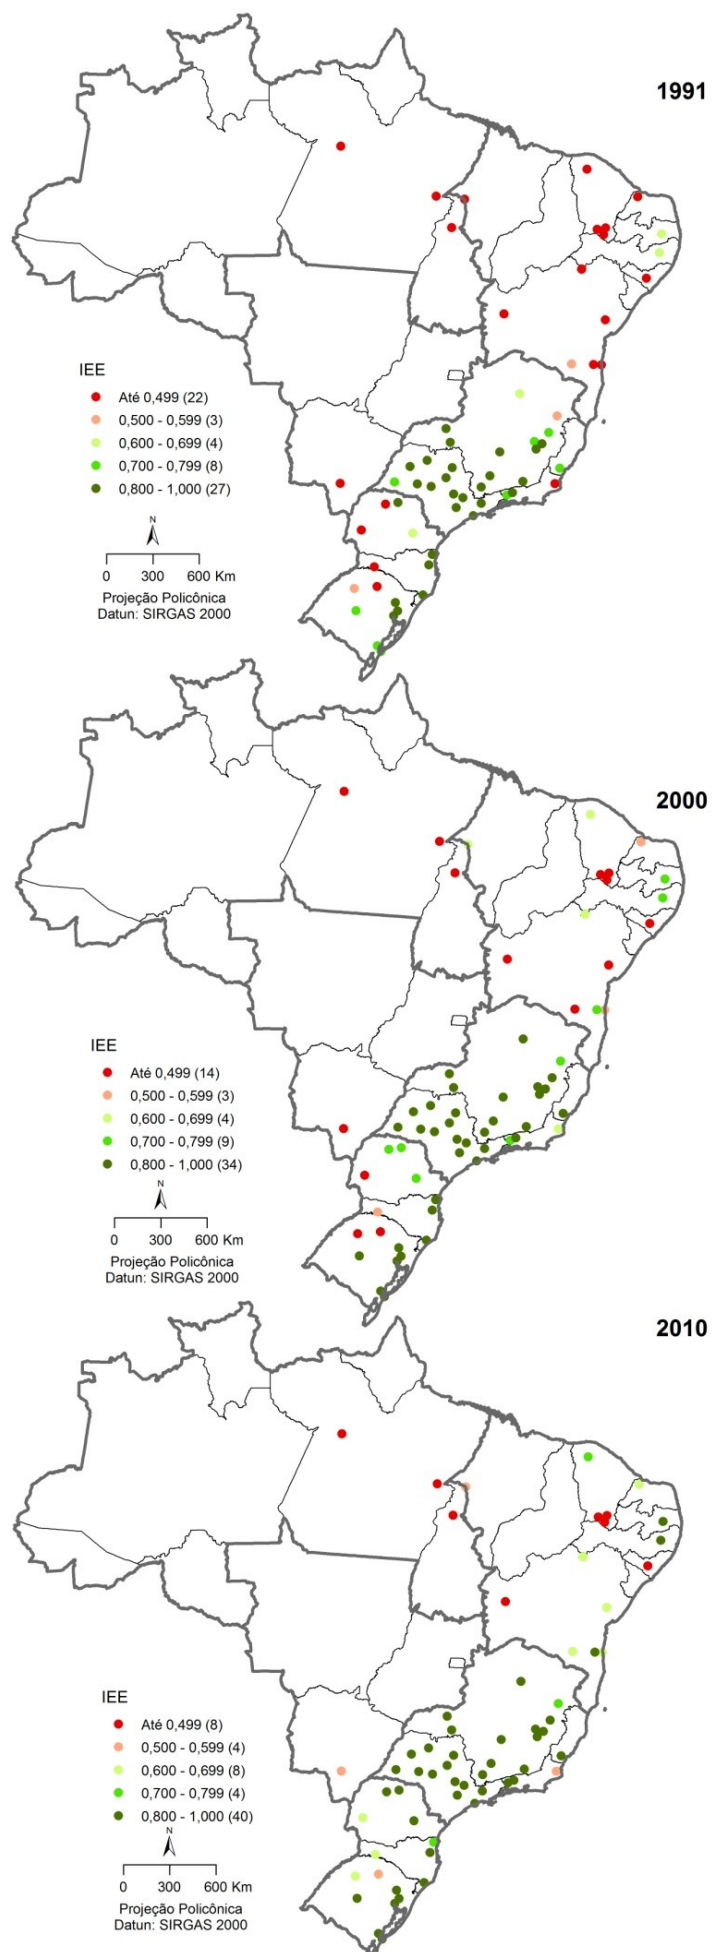 1991
IEE
Até 0,499 (22)
0,500 - 0,599 (3)
0,600 - 0,699 (4)
0,700 - 0,799 (8)
0,800 - 1,000 (27)
N
0 300 600 Km
Projeção Policônica
Datun: SIRGAS 2000
2000
IEE
Até 0,499 (14)
0,500 - 0,599 (3)
0,600 - 0,699 (4)
0,700 - 0,799 (9)
0,800 - 1,000 (34)
N
0 300 600 Km
Projeção Policônica
Datun: SIRGAS 2000
2010
IEE
Até 0,499 (8)
0,500 - 0,599 (4)
0,600 - 0,699 (8)
0,700 - 0,799 (4)
0,800 - 1,000 (40)
N
0 300 600 Km
Projeção Policônica
Datun: SIRGAS 2000